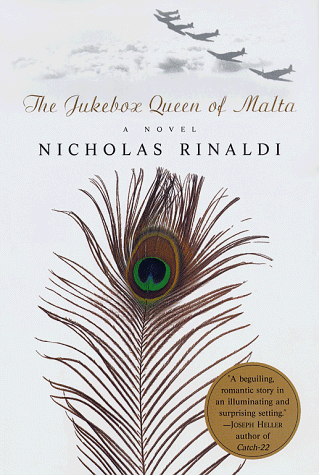 The Jukebox Queen of Malta
A NOVEL
NICHOLAS RINALDI
"A beguiling,
romantic story in
an illuminating and
surprising setting."
—JOSEPH HELLER
author of
Catch-22